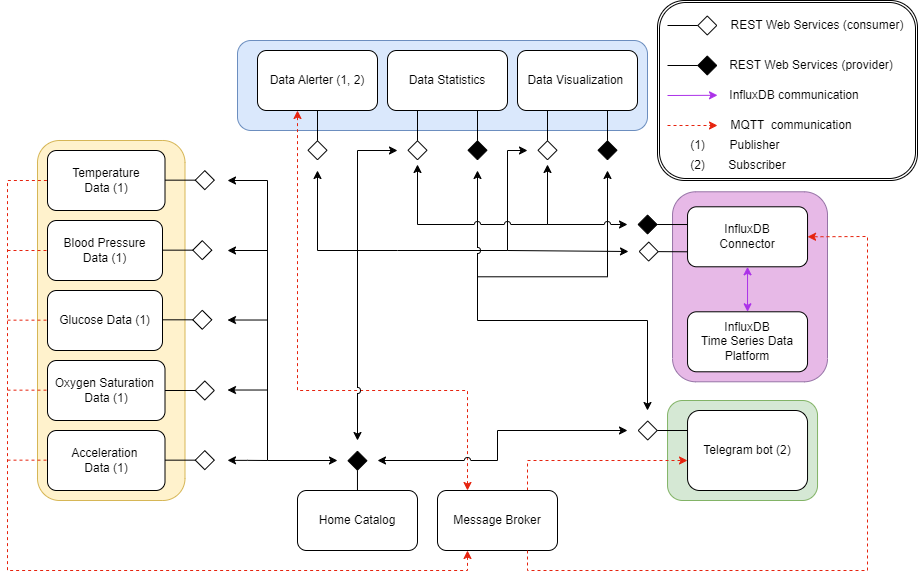 REST Web Services (consumer)
REST Web Services (provider)
InfluxDB communication
MQTT communication
(1) Publisher
(2) Subscriber
Data Alerter (1, 2)
Data Statistics
Data Visualization
Temperature
Data (1)
Blood Pressure
Data (1)
Glucose Data (1)
Oxygen Saturation
Data (1)
Acceleration
Data (1)
InfluxDB
Connector
InfluxDB
Time Series Data
Platform
Telegram bot (2)
Home Catalog
Message Broker